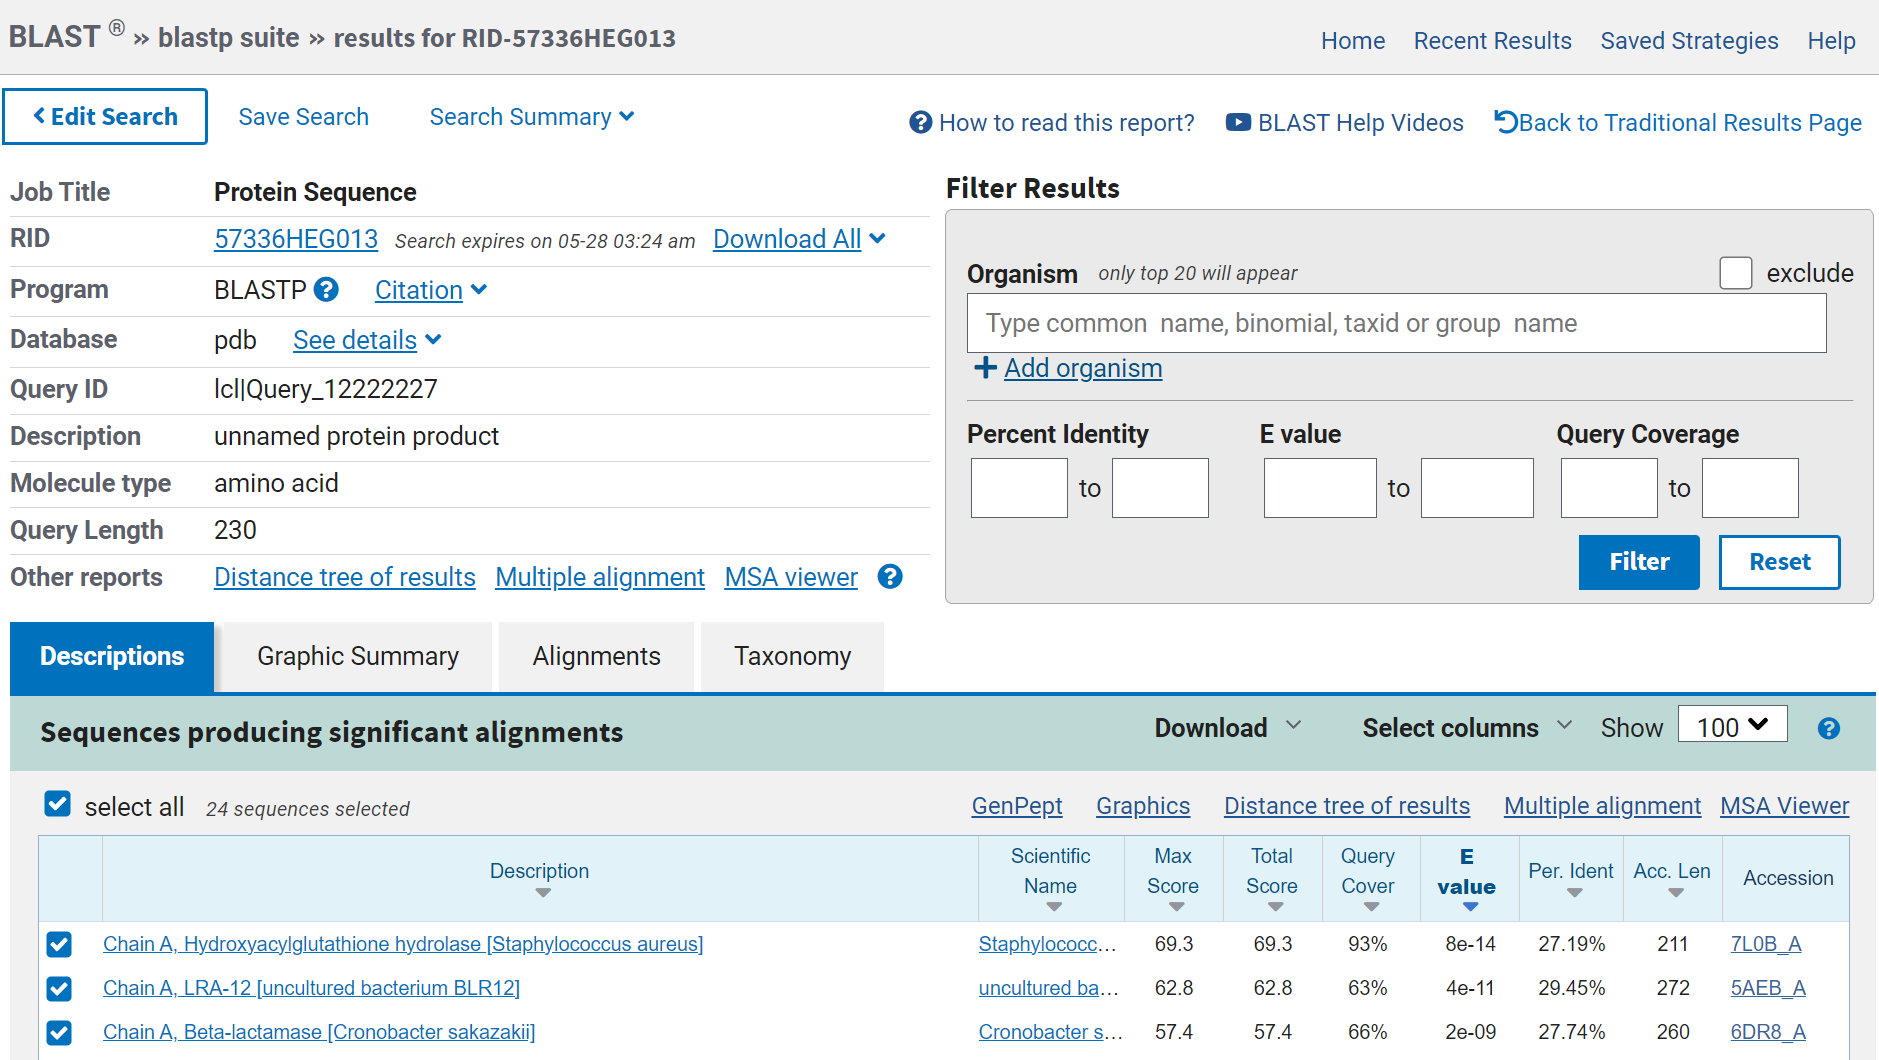 BLAST ® » blastp suite » results for RID-57336HEG013
Home Recent Results Saved Strategies Help
Edit Search Save Search Search Summary
How to read this report? BLAST Help Videos Back to Traditional Results Page
Job Title Protein Sequence
RID 57336HEG013 Search expires on 05-28 03:24 am Download All
Program BLASTP ? Citation
Database pdb See details
Query ID lcl|Query_12222227
Description unnamed protein product
Molecule type amino acid
Query Length 230
Other reports Distance tree of results Multiple alignment MSA viewer ?
Filter Results
Organism only top 20 will appear exclude
Type common name, binomial, taxid or group name
+ Add organism
Percent Identity E value Query Coverage
to to to
Filter Reset
Descriptions Graphic Summary Alignments Taxonomy
Sequences producing significant alignments Download Select columns Show 100 ?
select all 24 sequences selected GenPept Graphics Distance tree of results Multiple alignment MSA Viewer
Description Scientific Name Max Score Total Score Query Cover E value Per. Ident Acc. Len Accession
Chain A, Hydroxyacylglutathione hydrolase [Staphylococcus aureus] Staphylococc... 69.3 69.3 93% 8e-14 27.19% 211 7L0B_A
Chain A, LRA-12 [uncultured bacterium BLR12] uncultured ba... 62.8 62.8 63% 4e-11 29.45% 272 5AEB_A
Chain A, Beta-lactamase [Cronobacter sakazakii] Cronobacter s... 57.4 57.4 66% 2e-09 27.74% 260 6DR8_A